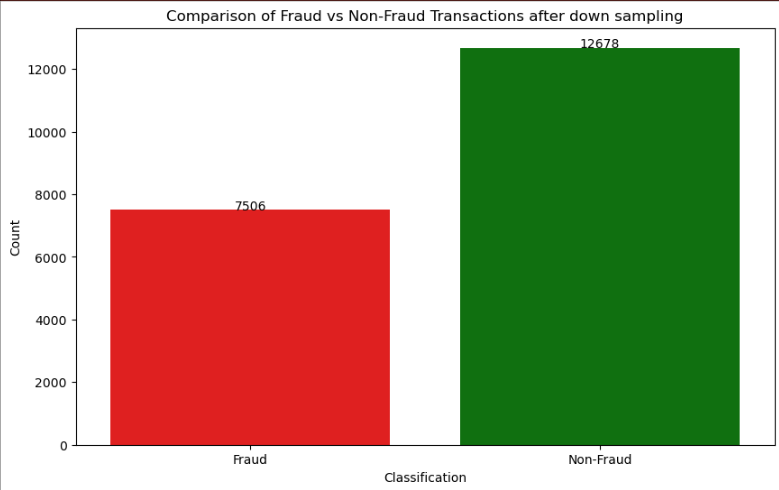 Comparison of Fraud vs Non-Fraud Transactions after down sampling
12678
12000
10000
8000
7506
6000
4000
2000
0
Count
Fraud
Non-Fraud
Classification